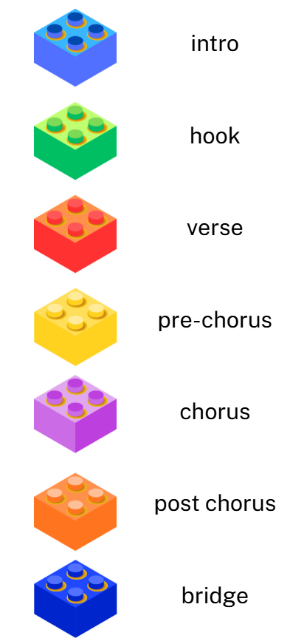 intro
hook
verse
pre-chorus
chorus
post chorus
bridge